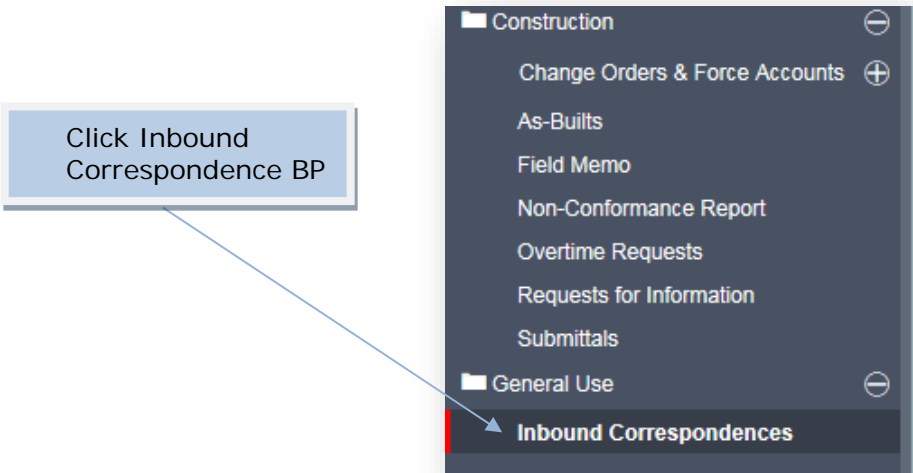 Construction
Change Orders & Force Accounts
As-Builts
Click Inbound
Correspondence BP
Field Memo
Non-Conformance Report
Overtime Requests
Requests for Information
Submittals
General Use
Inbound Correspondences